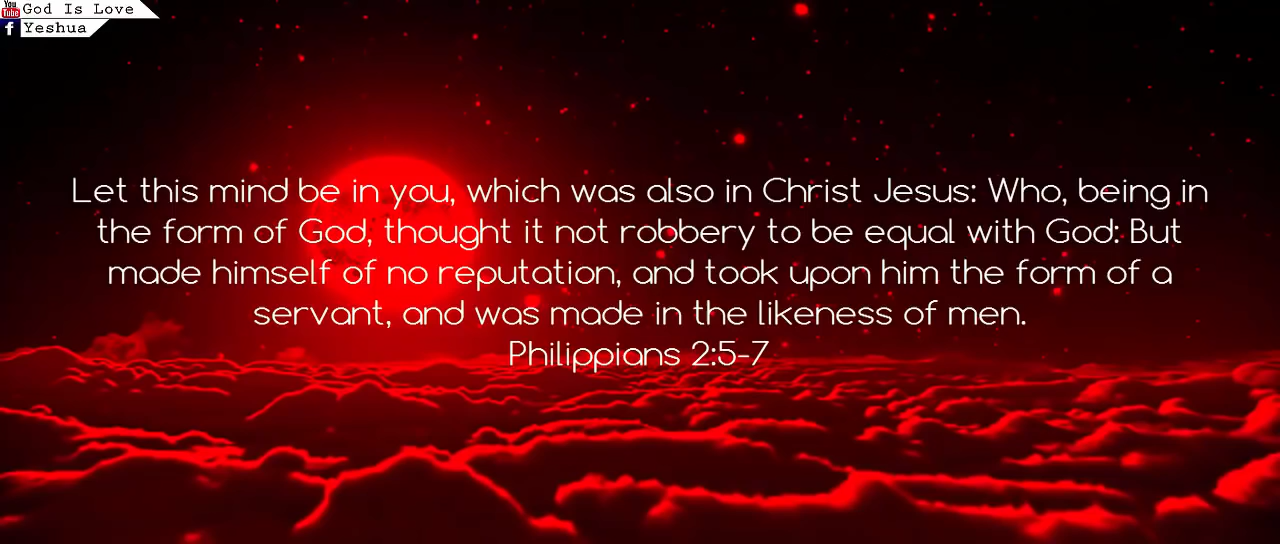 You
Tube
God Is Love
f
Yeshua
Let this mind be in you, which was also in Christ Jesus: Who, being in
the form of God, thought it not robbery to be equal with God: But
made himself of no reputation, and took upon him the form of a
servant, and was made in the likeness of men.
Philippians 2:5-7